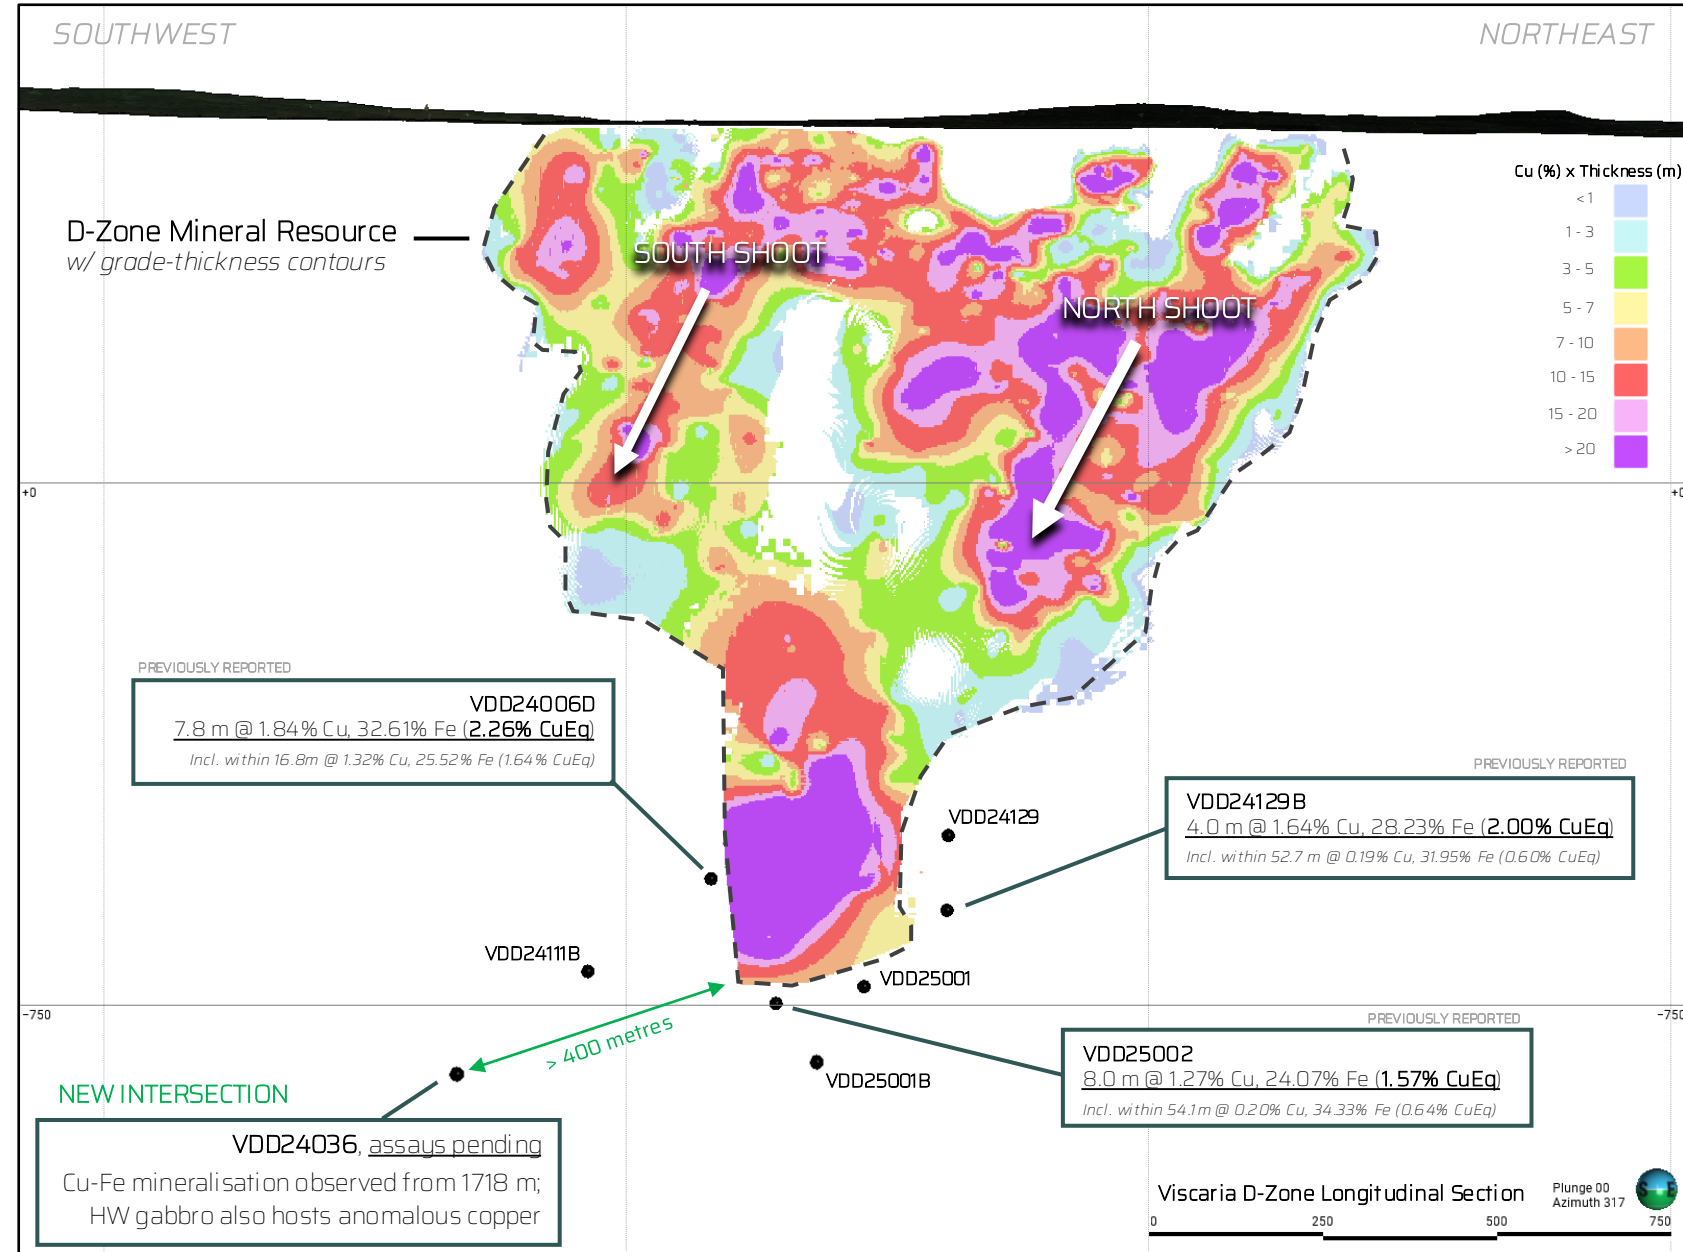 SOUTHWEST
NORTHEAST
D-Zone Mineral Resource
w/ grade-thickness contours
SOUTH SHOOT
NORTH SHOOT
Cu (%) x Thickness (m)
< 1
1 - 3
3 - 5
5 - 7
7 - 10
10 - 15
15 - 20
> 20
+0
+0
PREVIOUSLY REPORTED
VDD24006D
7.8 m @ 1.84% Cu, 32.61% Fe (2.26% CuEq)
Incl. within 16.8m @ 1.32% Cu, 25.52% Fe (1.64% CuEq)
PREVIOUSLY REPORTED
VDD24129B
4.0 m @ 1.64% Cu, 28.23% Fe (2.00% CuEq)
Incl. within 52.7 m @ 0.19% Cu, 31.95% Fe (0.60% CuEq)
VDD24129
VDD24111B
VDD25001
-750
-750
> 400 metres
PREVIOUSLY REPORTED
VDD25002
8.0 m @ 1.27% Cu, 24.07% Fe (1.57% CuEq)
Incl. within 54.1m @ 0.20% Cu, 34.33% Fe (0.64% CuEq)
VDD25001B
NEW INTERSECTION
VDD24036, assays pending
Cu-Fe mineralisation observed from 1718 m;
HW gabbro also hosts anomalous copper
Viscaria D-Zone Longitudinal Section
Plunge 00
Azimuth 317
S E
0 250 500 750